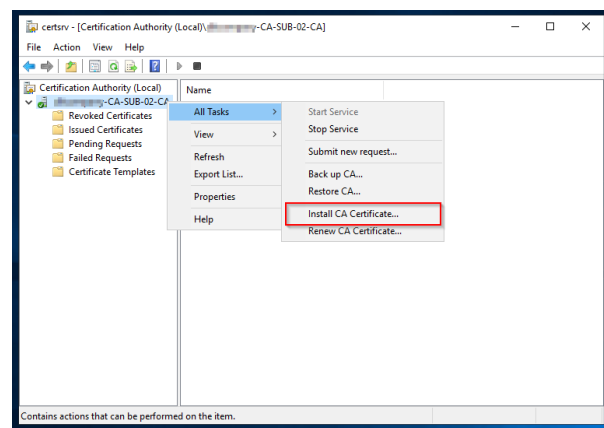 certsrv - [Certification Authority (Local)\-CA-SUB-02-CA]
File Action View Help
Certification Authority (Local)
-CA-SUB-02-CA
Revoked Certificates
Issued Certificates
Pending Requests
Failed Requests
Certificate Templates
Name
All Tasks
View
Refresh
Export List...
Properties
Help
Start Service
Stop Service
Submit new request...
Back up CA...
Restore CA...
Install CA Certificate...
Renew CA Certificate...
Contains actions that can be performed on the item.